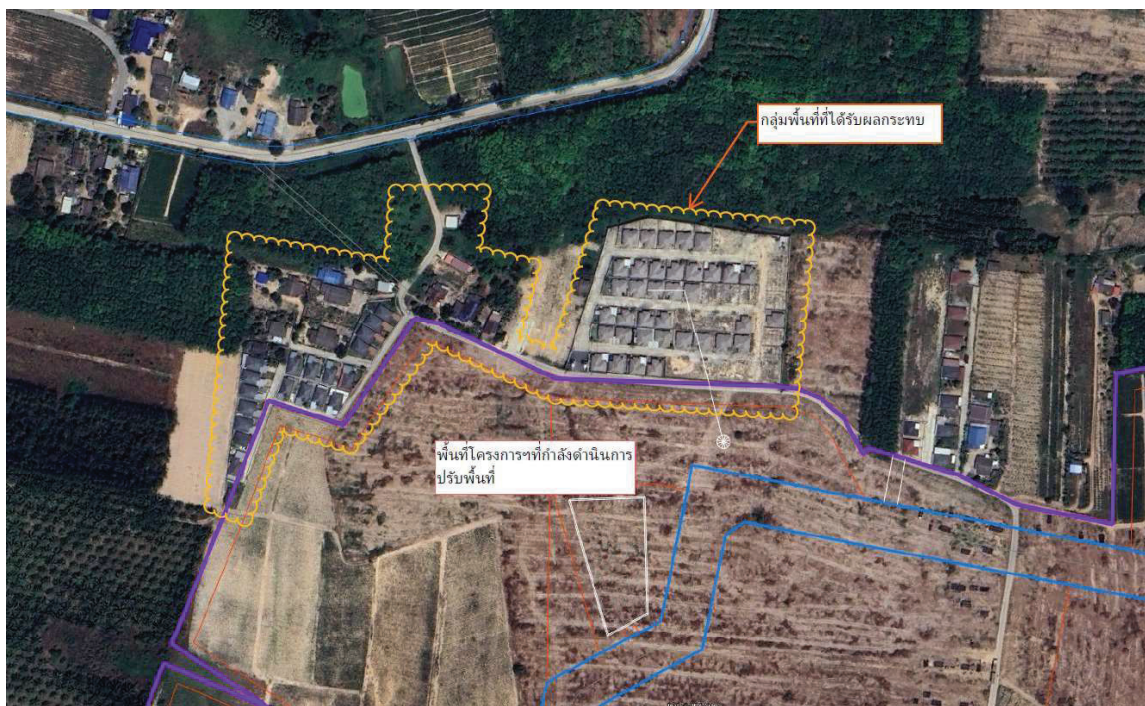 กลุ่มพื้นที่ที่ได้รับผลกระทบ
พื้นที่โครงการฯที่กำลังดำนินการ
ปรับพื้นที่